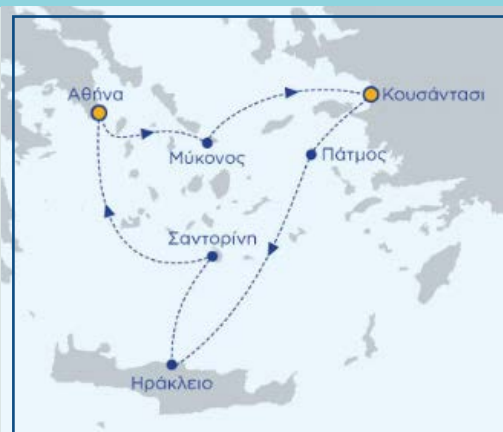 Αθήνα
Κουσάντασι
Μύκονος
Πάτμος
Σαντορίνη
Ηράκλειο